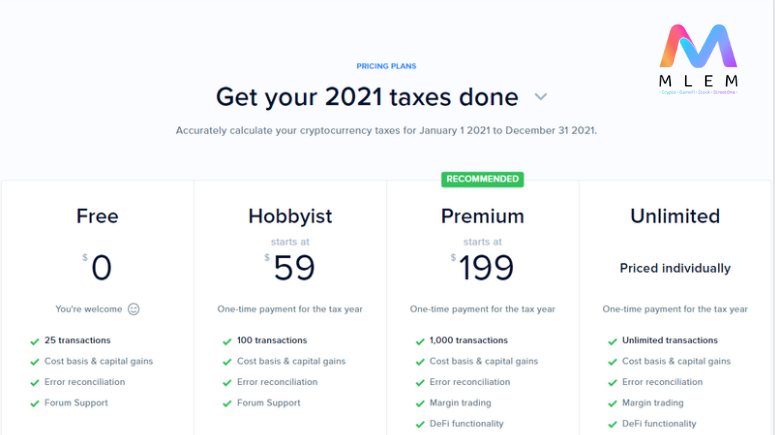 PRICING PLANS
Get your 2021 taxes done
Accurately calculate your cryptocurrency taxes for January 1 2021 to December 31 2021.
MLEM
RECOMMENDED
Free
$0
You're welcome
25 transactions
Cost basis & capital gains
Error reconciliation
Forum Support
Hobbyist
starts at
$59
One-time payment for the tax year
100 transactions
Cost basis & capital gains
Error reconciliation
Forum Support
Premium
starts at
$199
One-time payment for the tax year
1,000 transactions
Cost basis & capital gains
Error reconciliation
Margin trading
DeFi functionality
Unlimited
Priced individually
One-time payment for the tax year
Unlimited transactions
Cost basis & capital gains
Error reconciliation
Margin trading
DeFi functionality